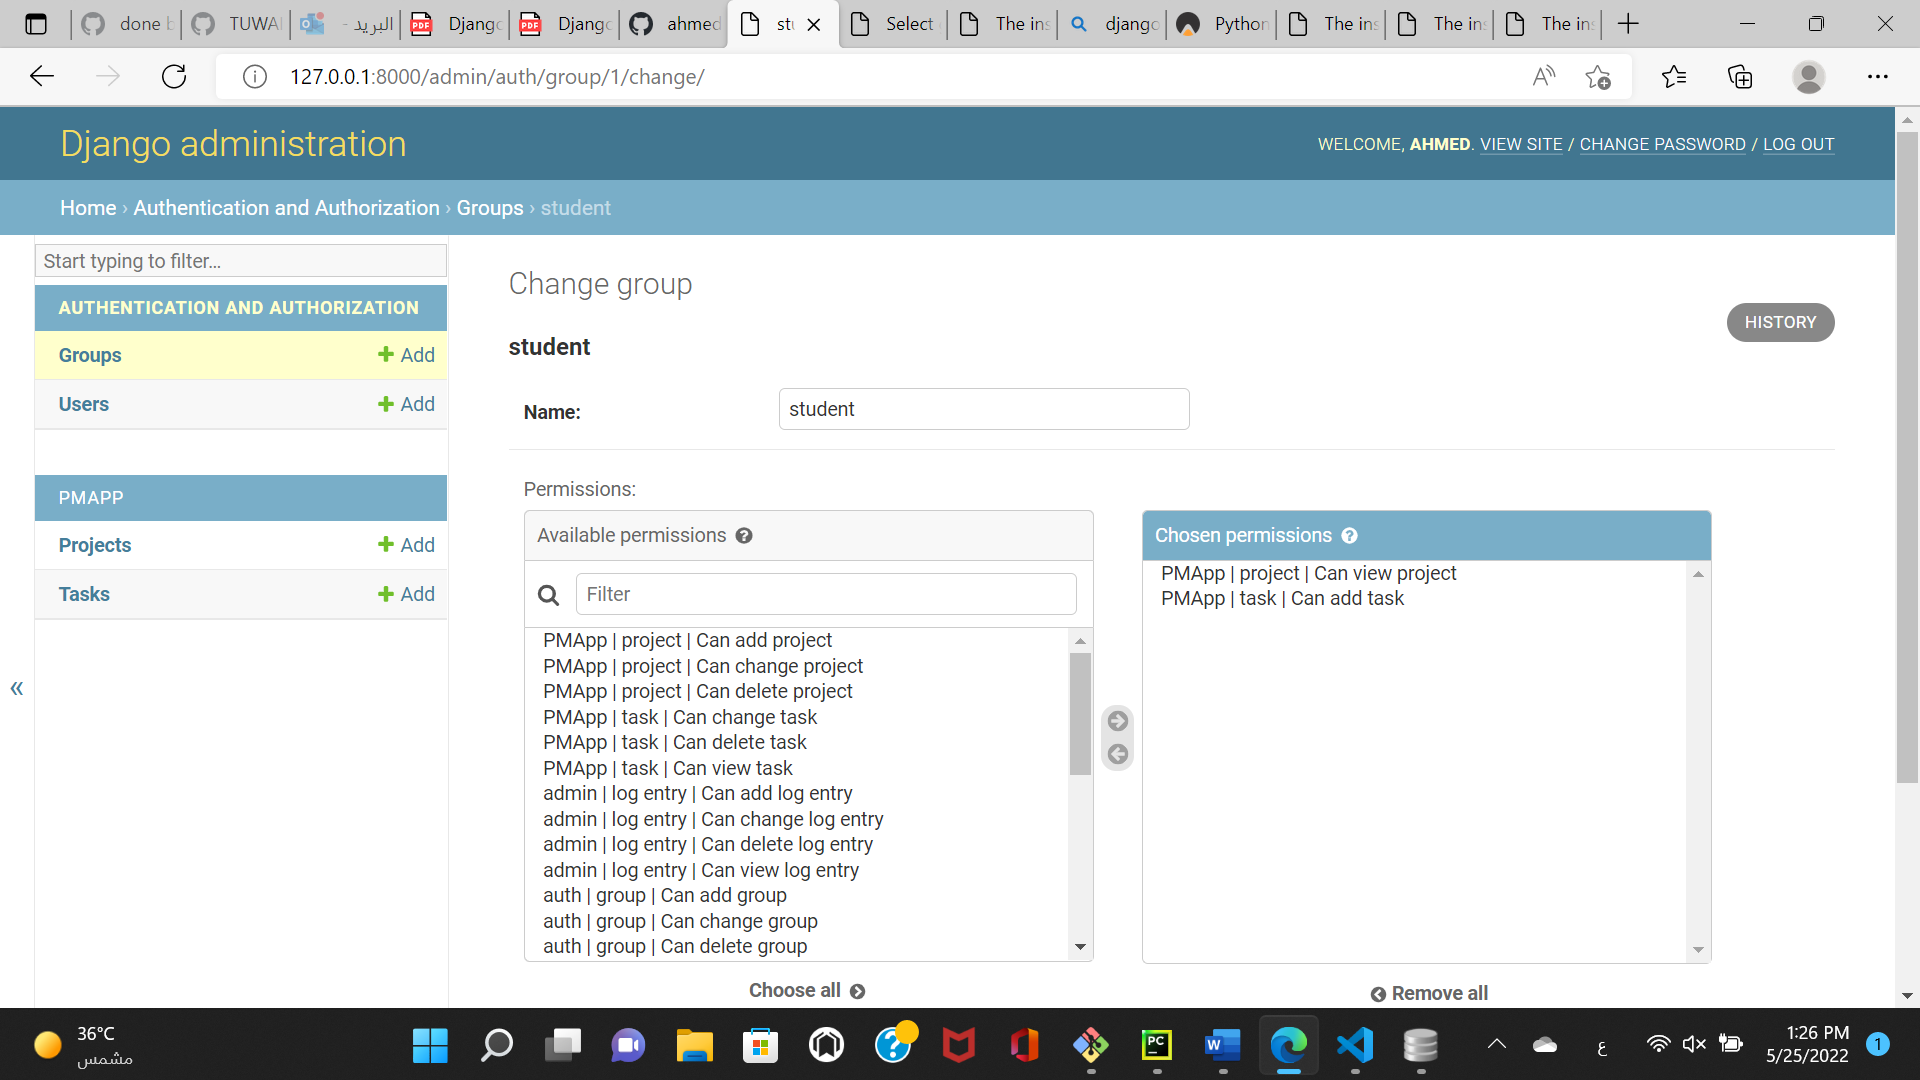 done b
TUWAI
البريد -
Django
Django
ahmed
stu
Select
The ins
django
Python
The ins
The ins
The ins
127.0.0.1:8000/admin/auth/group/1/change/
Django administration
WELCOME, AHMED. VIEW SITE / CHANGE PASSWORD / LOG OUT
Home › Authentication and Authorization › Groups › student
Start typing to filter...
AUTHENTICATION AND AUTHORIZATION
Groups + Add
Users + Add
PMAPP
Projects + Add
Tasks + Add
«
Change group
HISTORY
student
Name: student
Permissions:
Available permissions ?
Filter
PMApp | project | Can add project
PMApp | project | Can change project
PMApp | project | Can delete project
PMApp | task | Can change task
PMApp | task | Can delete task
PMApp | task | Can view task
admin | log entry | Can add log entry
admin | log entry | Can change log entry
admin | log entry | Can delete log entry
admin | log entry | Can view log entry
auth | group | Can add group
auth | group | Can change group
auth | group | Can delete group
Choose all
Chosen permissions ?
PMApp | project | Can view project
PMApp | task | Can add task
Remove all
36°C
مشمس
ع
1:26 PM
5/25/2022
1